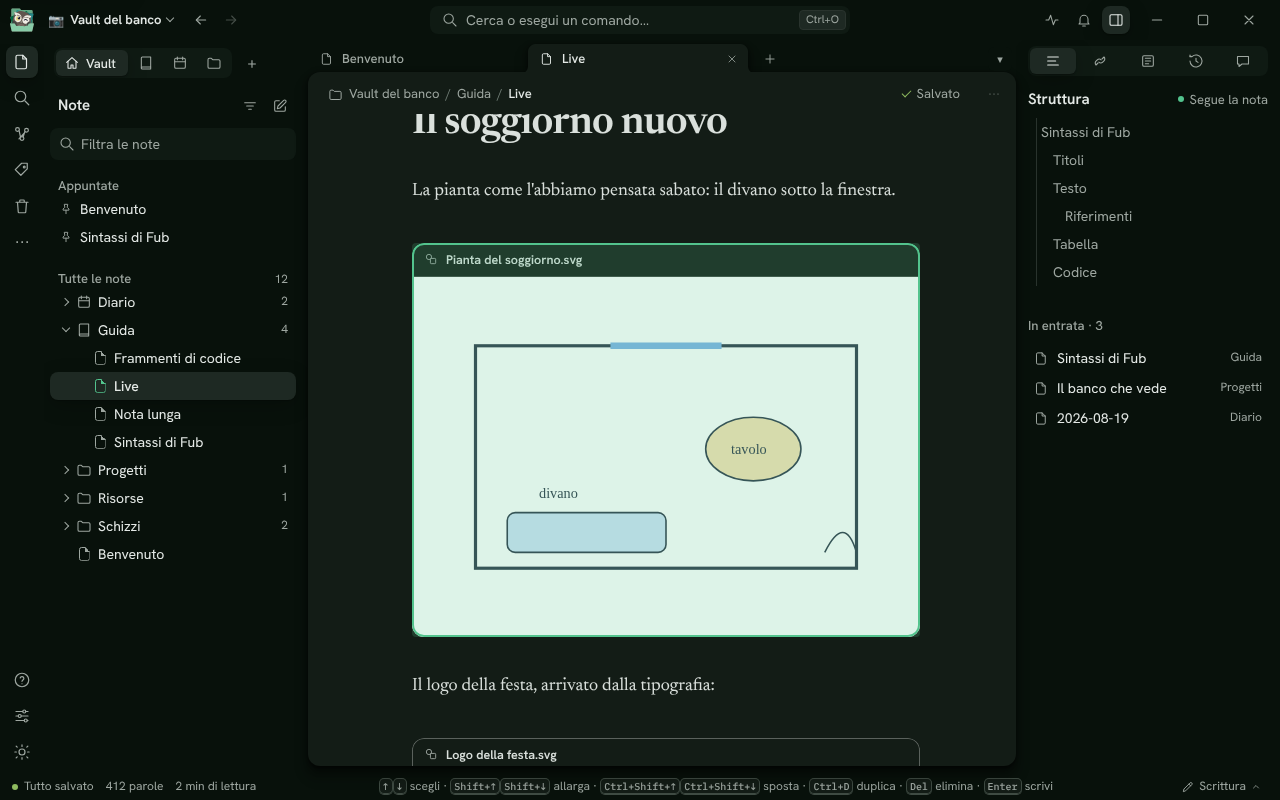 Vault del banco
Cerca o esegui un comando…
Ctrl+O
Vault
Benvenuto
Live
Note
Filtra le note
Appuntate
Benvenuto
Sintassi di Fub
Tutte le note 12
Diario 2
Guida 4
Frammenti di codice
Live
Nota lunga
Sintassi di Fub
Progetti 1
Risorse 1
Schizzi 2
Benvenuto
Vault del banco / Guida / Live
Salvato
Il soggiorno nuovo
La pianta come l'abbiamo pensata sabato: il divano sotto la finestra.
Pianta del soggiorno.svg
tavolo
divano
Il logo della festa, arrivato dalla tipografia:
Logo della festa.svg
Struttura
Segue la nota
Sintassi di Fub
Titoli
Testo
Riferimenti
Tabella
Codice
In entrata · 3
Sintassi di Fub Guida
Il banco che vede Progetti
2026-08-19 Diario
Tutto salvato 412 parole 2 min di lettura
↑ ↓ scegli · Shift+↑ Shift+↓ allarga · Ctrl+Shift+↑ Ctrl+Shift+↓ sposta · Ctrl+D duplica · Del elimina · Enter scrivi
Scrittura